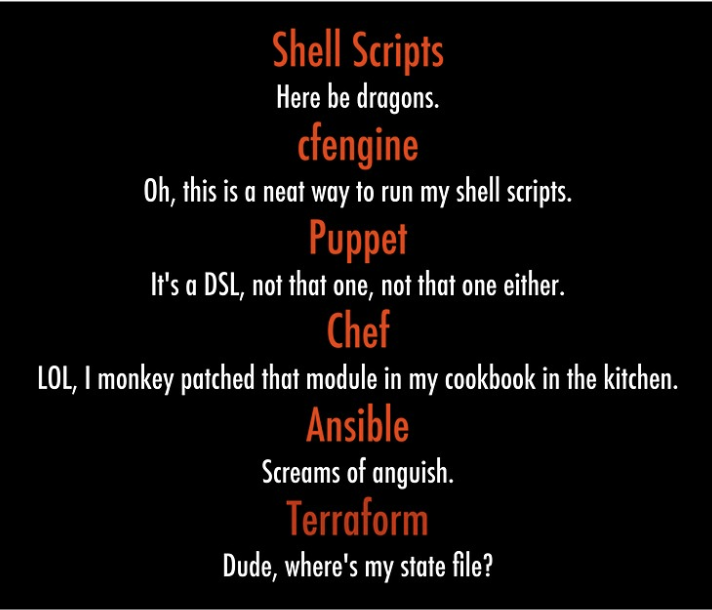 Shell Scripts
Here be dragons.
cfengine
Oh, this is a neat way to run my shell scripts.
Puppet
It's a DSL, not that one, not that one either.
Chef
LOL, I monkey patched that module in my cookbook in the kitchen.
Ansible
Screams of anguish.
Terraform
Dude, where's my state file?